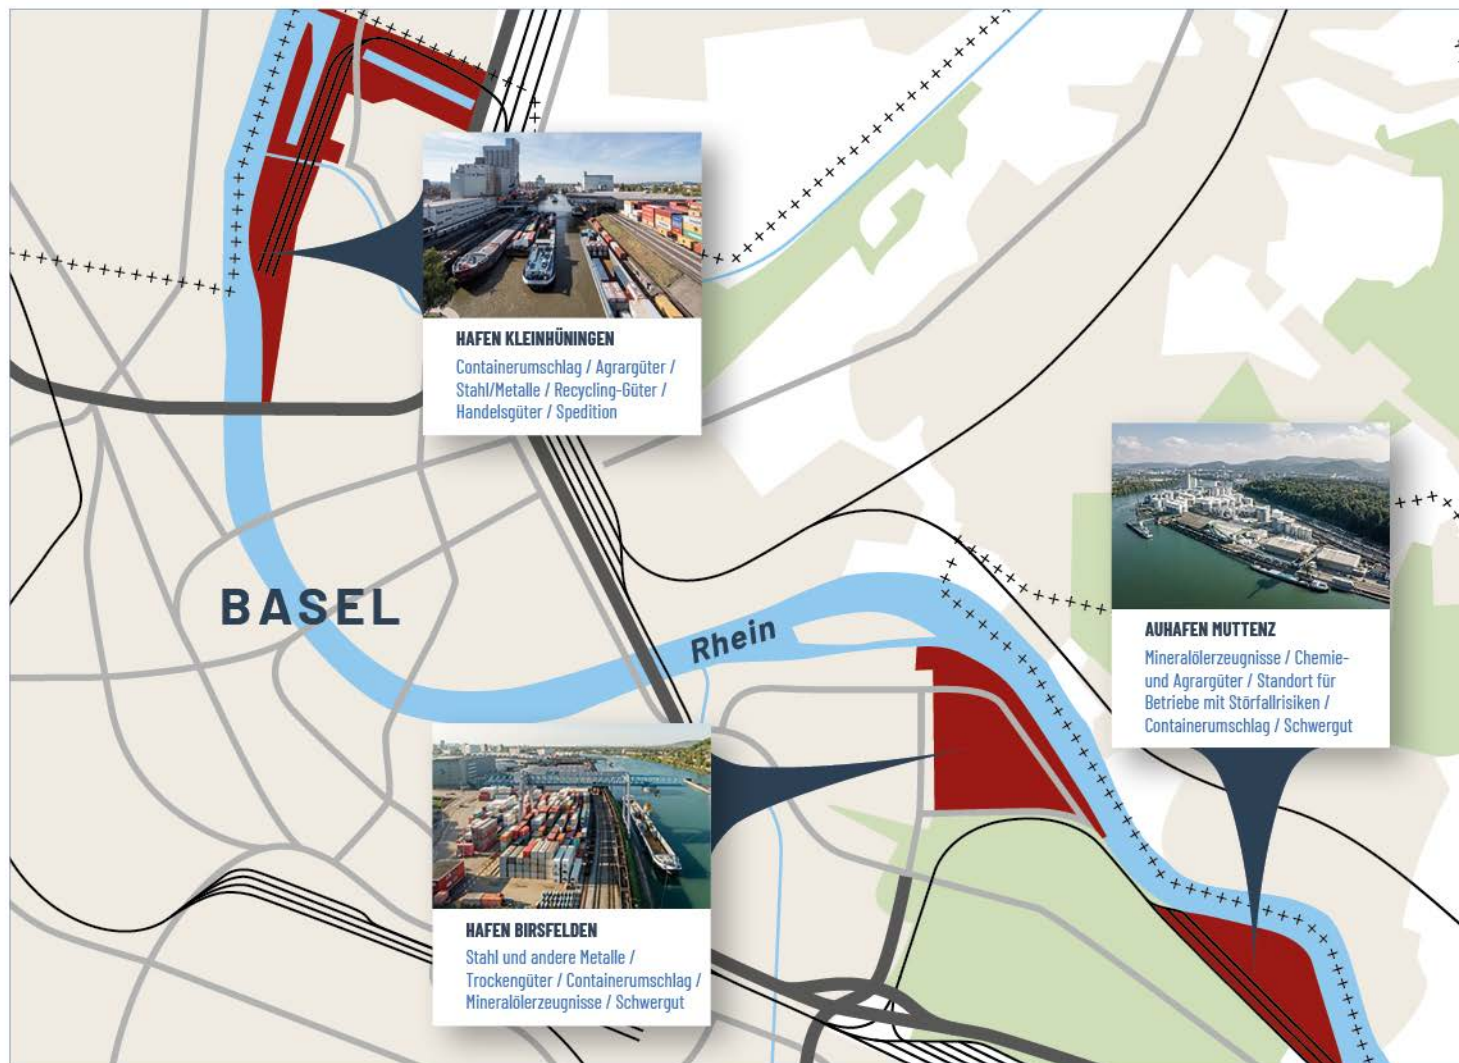 HAFEN KLEINHÜNINGEN
Containerumschlag / Agrargüter /
Stahl/Metalle / Recycling-Güter /
Handelsgüter / Spedition
BASEL
Rhein
AUHAFEN MUTTENZ
Mineralölerzeugnisse / Chemie-
und Agrargüter / Standort für
Betriebe mit Störfallrisiken /
Containerumschlag / Schwergut
HAFEN BIRSFELDEN
Stahl und andere Metalle /
Trockengüter / Containerumschlag /
Mineralölerzeugnisse / Schwergut